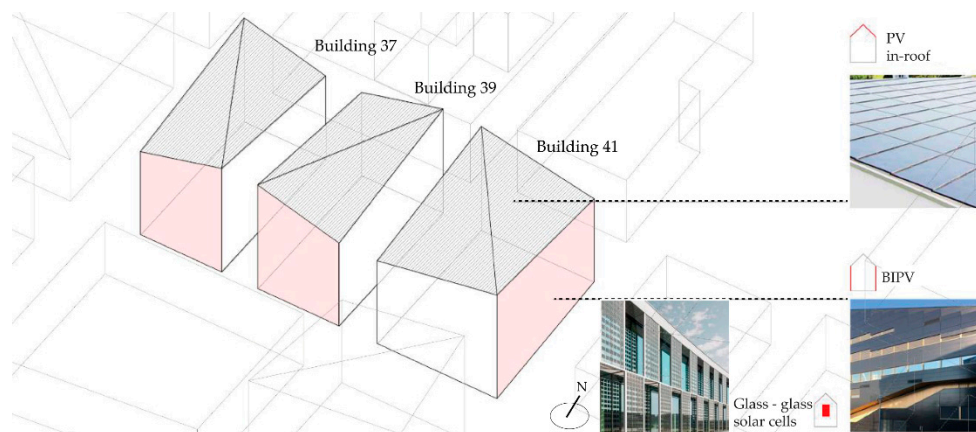 Building 37
Building 39
Building 41
PV
in-roof
BIPV
N
Glass - glass
solar cells